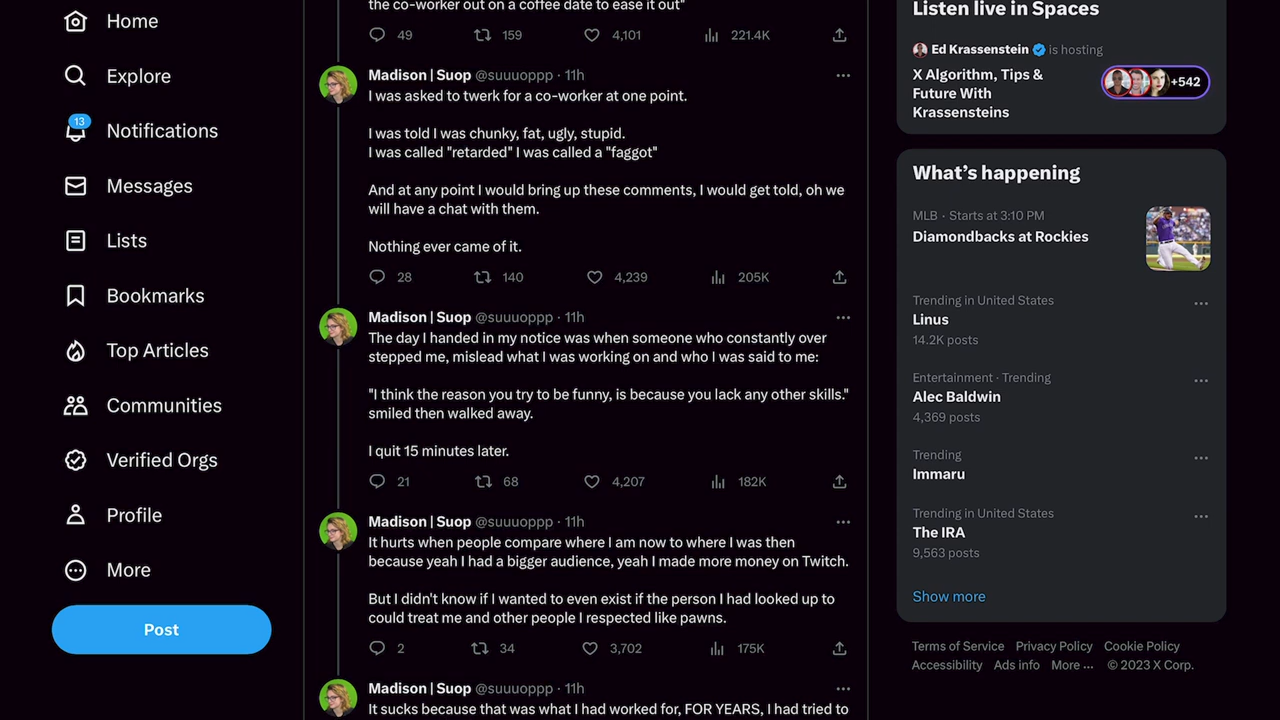 Home
Explore
13
Notifications
Messages
Lists
Bookmarks
Top Articles
Communities
Verified Orgs
Profile
More
Post
the co-worker out on a coffee date to ease it out"
49 159 4,101 221.4K
Madison | Suop @suuuoppp · 11h
I was asked to twerk for a co-worker at one point.
I was told I was chunky, fat, ugly, stupid.
I was called "retarded" I was called a "faggot"
And at any point I would bring up these comments, I would get told, oh we
will have a chat with them.
Nothing ever came of it.
28 140 4,239 205K
Madison | Suop @suuuoppp · 11h
The day I handed in my notice was when someone who constantly over
stepped me, mislead what I was working on and who I was said to me:
"I think the reason you try to be funny, is because you lack any other skills."
smiled then walked away.
I quit 15 minutes later.
21 68 4,207 182K
Madison | Suop @suuuoppp · 11h
It hurts when people compare where I am now to where I was then
because yeah I had a bigger audience, yeah I made more money on Twitch.
But I didn't know if I wanted to even exist if the person I had looked up to
could treat me and other people I respected like pawns.
2 34 3,702 175K
Madison | Suop @suuuoppp · 11h
It sucks because that was what I had worked for, FOR YEARS, I had tried to
Listen live in Spaces
Ed Krassenstein is hosting
X Algorithm, Tips &
Future With
Krassensteins
+542
What's happening
MLB · Starts at 3:10 PM
Diamondbacks at Rockies
Trending in United States
Linus
14.2K posts
Entertainment · Trending
Alec Baldwin
4,369 posts
Trending
Immaru
Trending in United States
The IRA
9,563 posts
Show more
Terms of Service Privacy Policy Cookie Policy
Accessibility Ads info More ··· © 2023 X Corp.